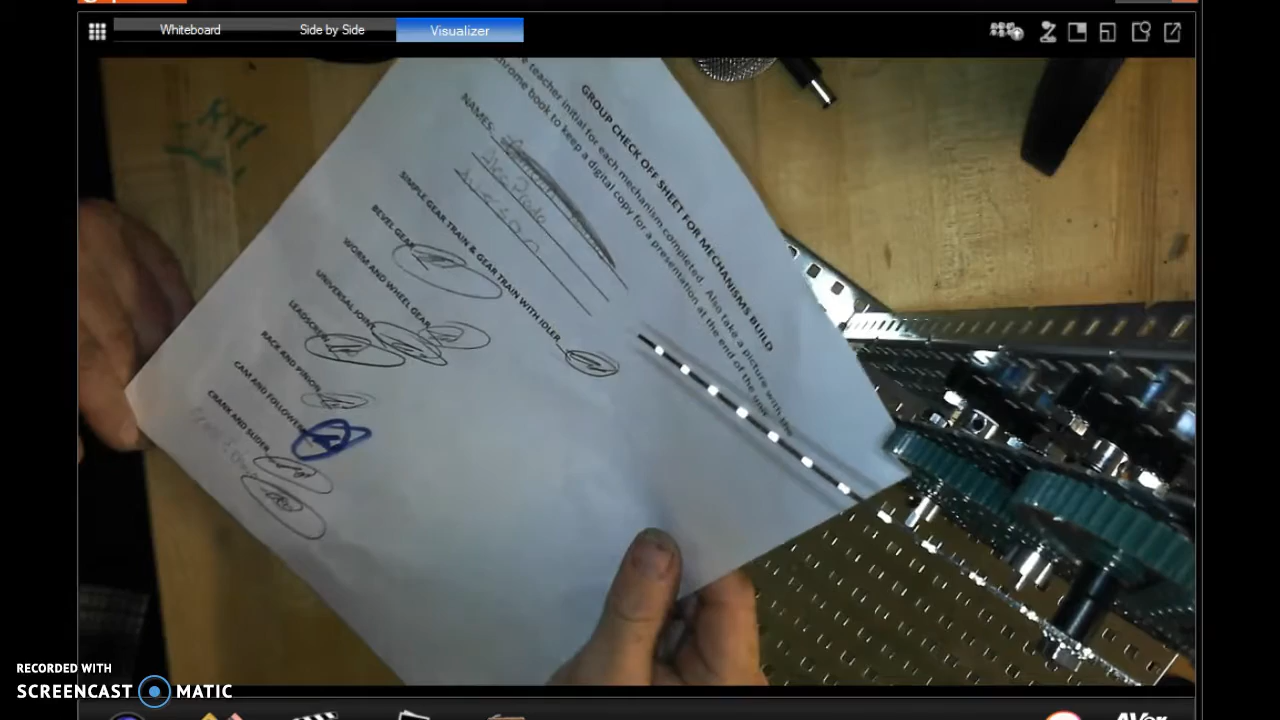 Whiteboard
Side by Side
Visualizer
GROUP CHECK OFF SHEET FOR MECHANISMS BUILD
e teacher initial for each mechanism completed. Also take a picture with the
hrome book to keep a digital copy for a presentation at the end of the unit
NAMES
SIMPLE GEAR TRAIN & GEAR TRAIN WITH IDLER
BEVEL GEAR
WORM AND WHEEL GEAR
UNIVERSAL JOINT
LEADSCREW
RACK AND PINION
CAM AND FOLLOWER
CRANK AND SLIDER
RECORDED WITH
SCREENCAST MATIC
AVer